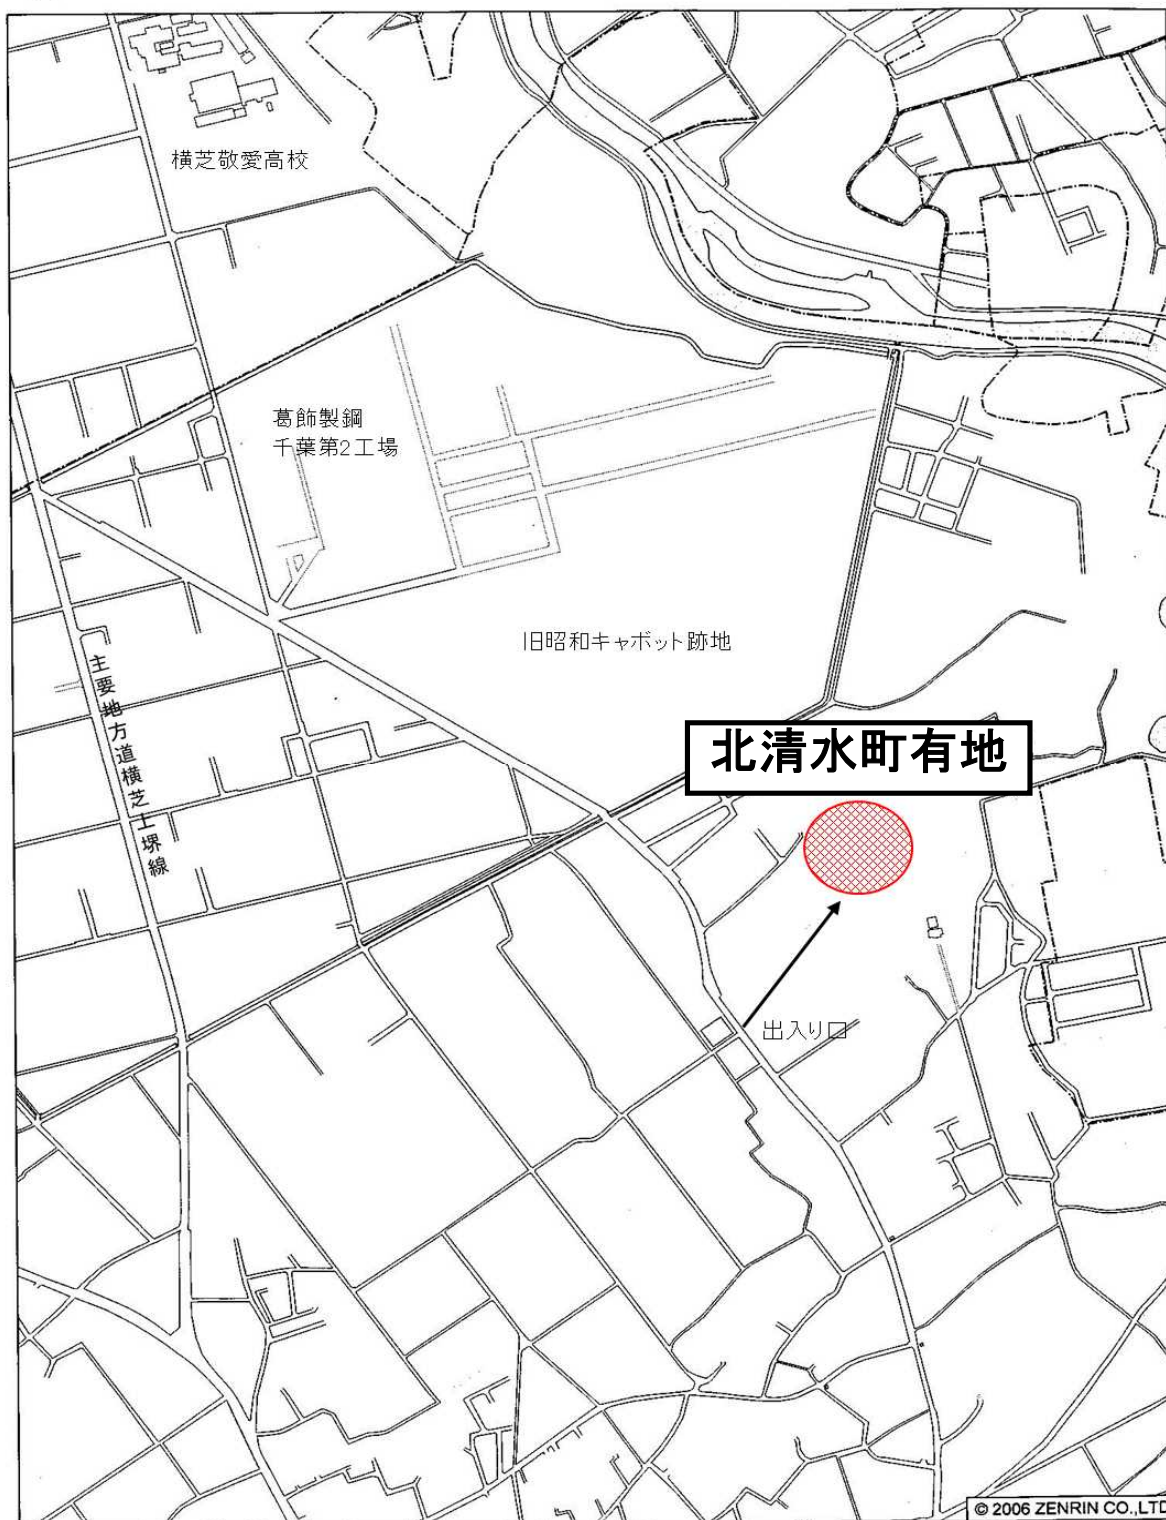 横芝敬愛高校
葛飾製鋼
千葉第2工場
旧昭和キャボット跡地
主要地方道横芝上堺線
北清水町有地
出入り口
© 2006 ZENRIN CO.,LTD